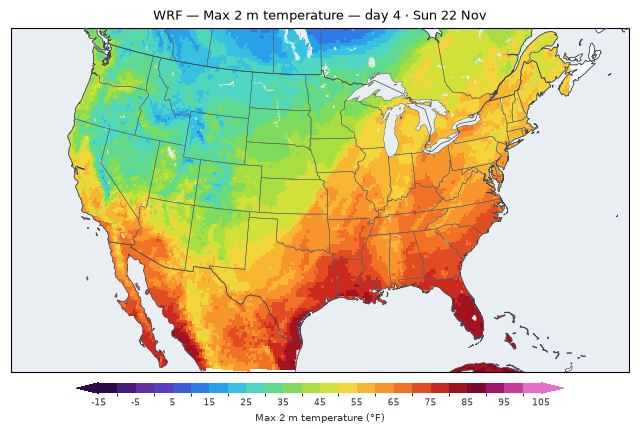 WRF — Max 2 m temperature — day 4 · Sun 22 Nov
-15 -5 5 15 25 35 45 55 65 75 85 95 105
Max 2 m temperature (°F)